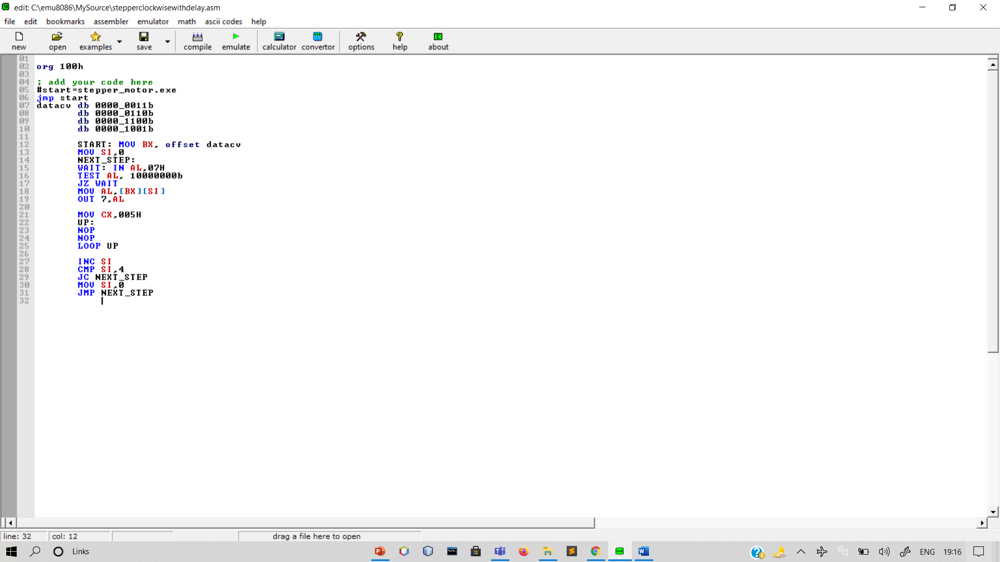 edit: C:\emu8086\MySource\stepperclockwisewithdelay.asm
file edit bookmarks assembler emulator math ascii codes help
new open examples save compile emulate calculator convertor options help about
01
02 org 100h
03
04 ; add your code here
05 #start=stepper_motor.exe
06 jmp start
07 datacv db 0000_0011b
08 db 0000_0110b
09 db 0000_1100b
10 db 0000_1001b
11
12 START: MOV BX, offset datacv
13 MOV SI,0
14 NEXT_STEP:
15 WAIT: IN AL,07H
16 TEST AL, 10000000b
17 JZ WAIT
18 MOV AL,[BX][SI]
19 OUT 7,AL
20
21 MOV CX,005H
22 UP:
23 NOP
24 NOP
25 LOOP UP
26
27 INC SI
28 CMP SI,4
29 JC NEXT_STEP
30 MOV SI,0
31 JMP NEXT_STEP
32
line: 32 col: 12 drag a file here to open
Links ENG 19:16